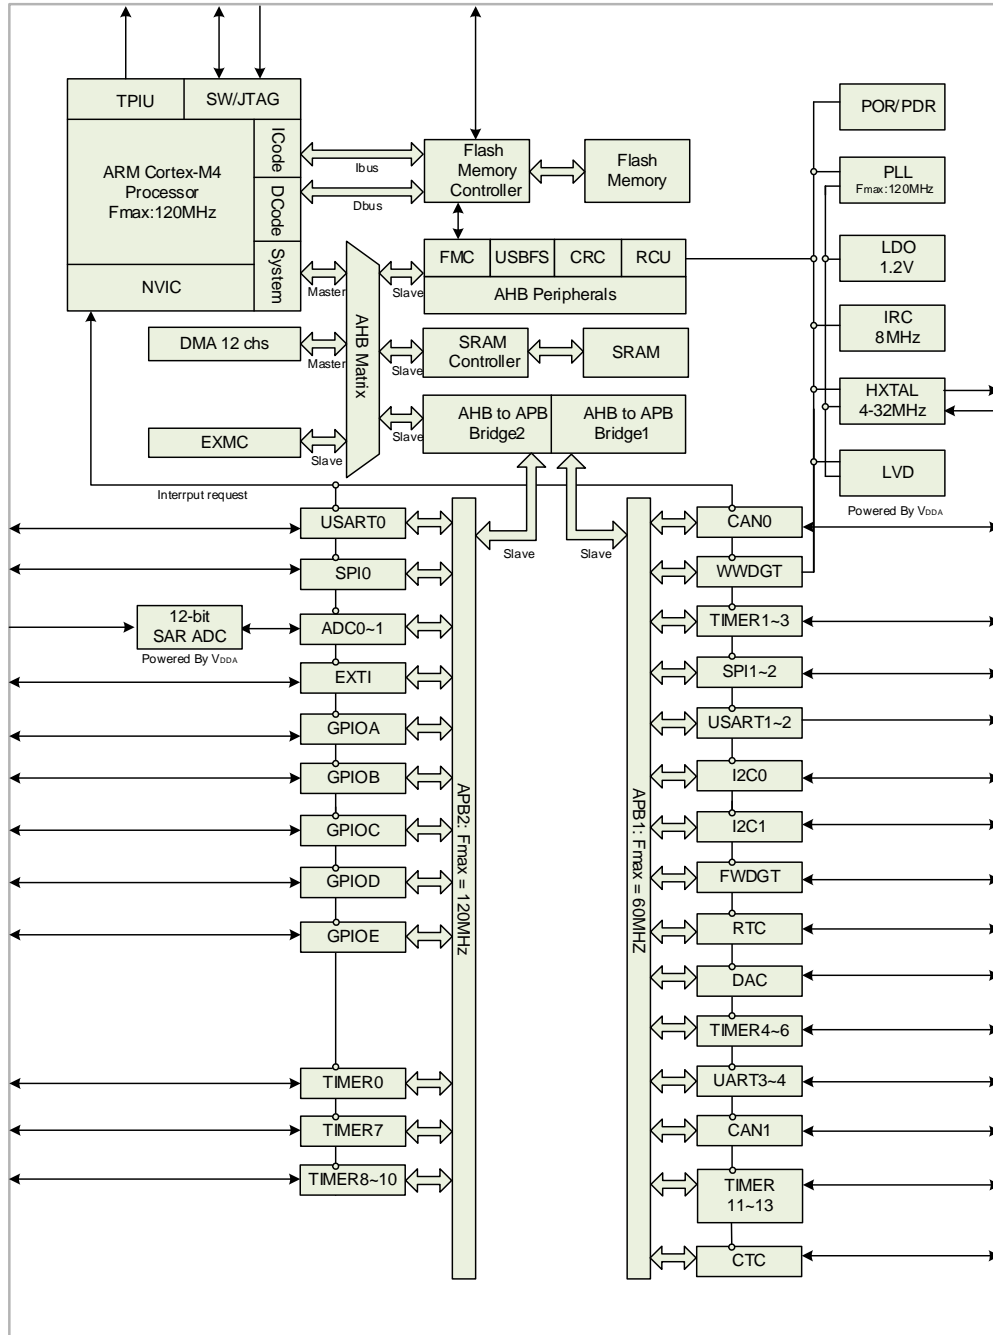 TPIU
SW/JTAG
ARM Cortex-M4
Processor
Fmax:120MHz
ICode
DCode
System
NVIC
Ibus
Dbus
Flash
Memory
Controller
Flash
Memory
FMC
USBFS
CRC
RCU
AHB Peripherals
Master
Slave
AHB Matrix
DMA 12 chs
Master
Slave
SRAM
Controller
SRAM
EXMC
Slave
Slave
AHB to APB
Bridge2
AHB to APB
Bridge1
POR/PDR
PLL
Fmax:120MHz
LDO
1.2V
IRC
8MHz
HXTAL
4-32MHz
LVD
Powered By VDDA
Interrput request
Slave
Slave
USART0
SPI0
12-bit
SAR ADC
Powered By VDDA
ADC0~1
EXTI
GPIOA
GPIOB
GPIOC
GPIOD
GPIOE
TIMER0
TIMER7
TIMER8~10
APB2: Fmax = 120MHz
APB1: Fmax = 60MHZ
CAN0
WWDGT
TIMER1~3
SPI1~2
USART1~2
I2C0
I2C1
FWDGT
RTC
DAC
TIMER4~6
UART3~4
CAN1
TIMER
11~13
CTC